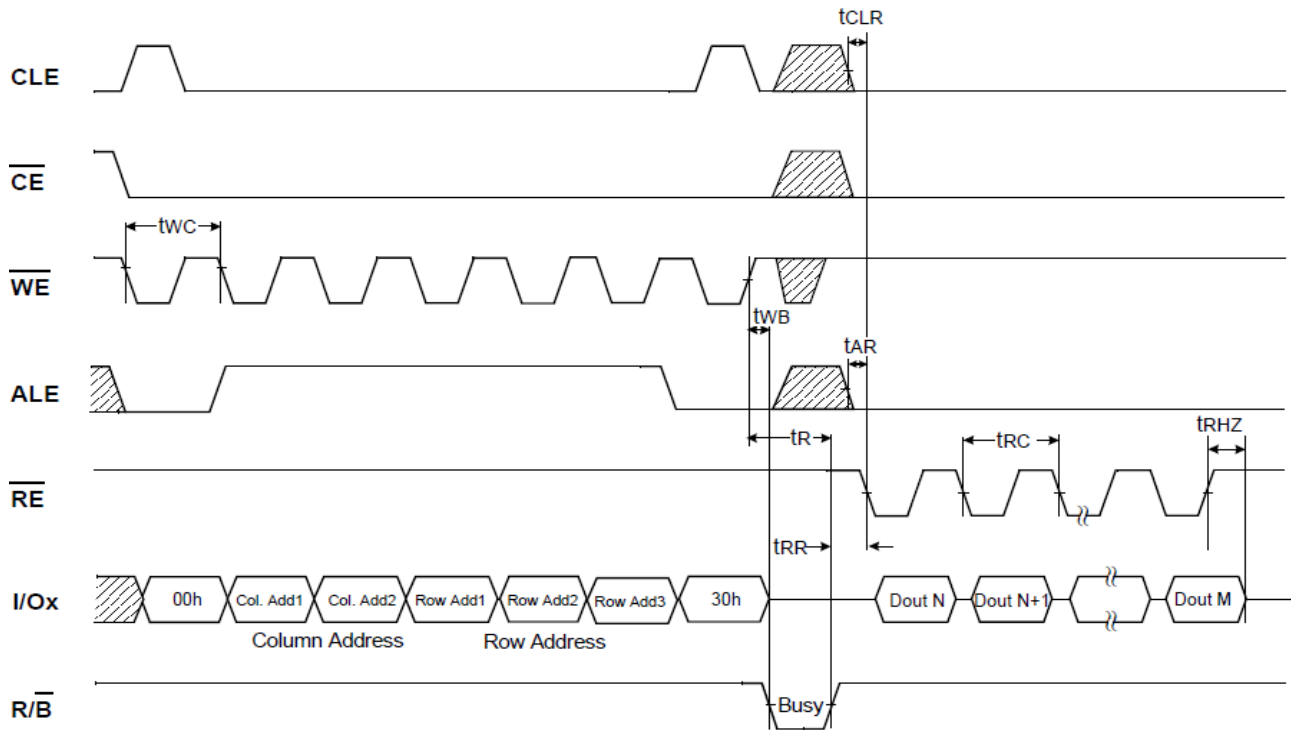 tCLR
CLE
CE
tWC
WE
tWB
tAR
ALE
tR
tRC
tRHZ
RE
tRR
I/Ox
00h
Col. Add1
Col. Add2
Row Add1
Row Add2
Row Add3
30h
Dout N
Dout N+1
Dout M
Column Address
Row Address
R/B
Busy